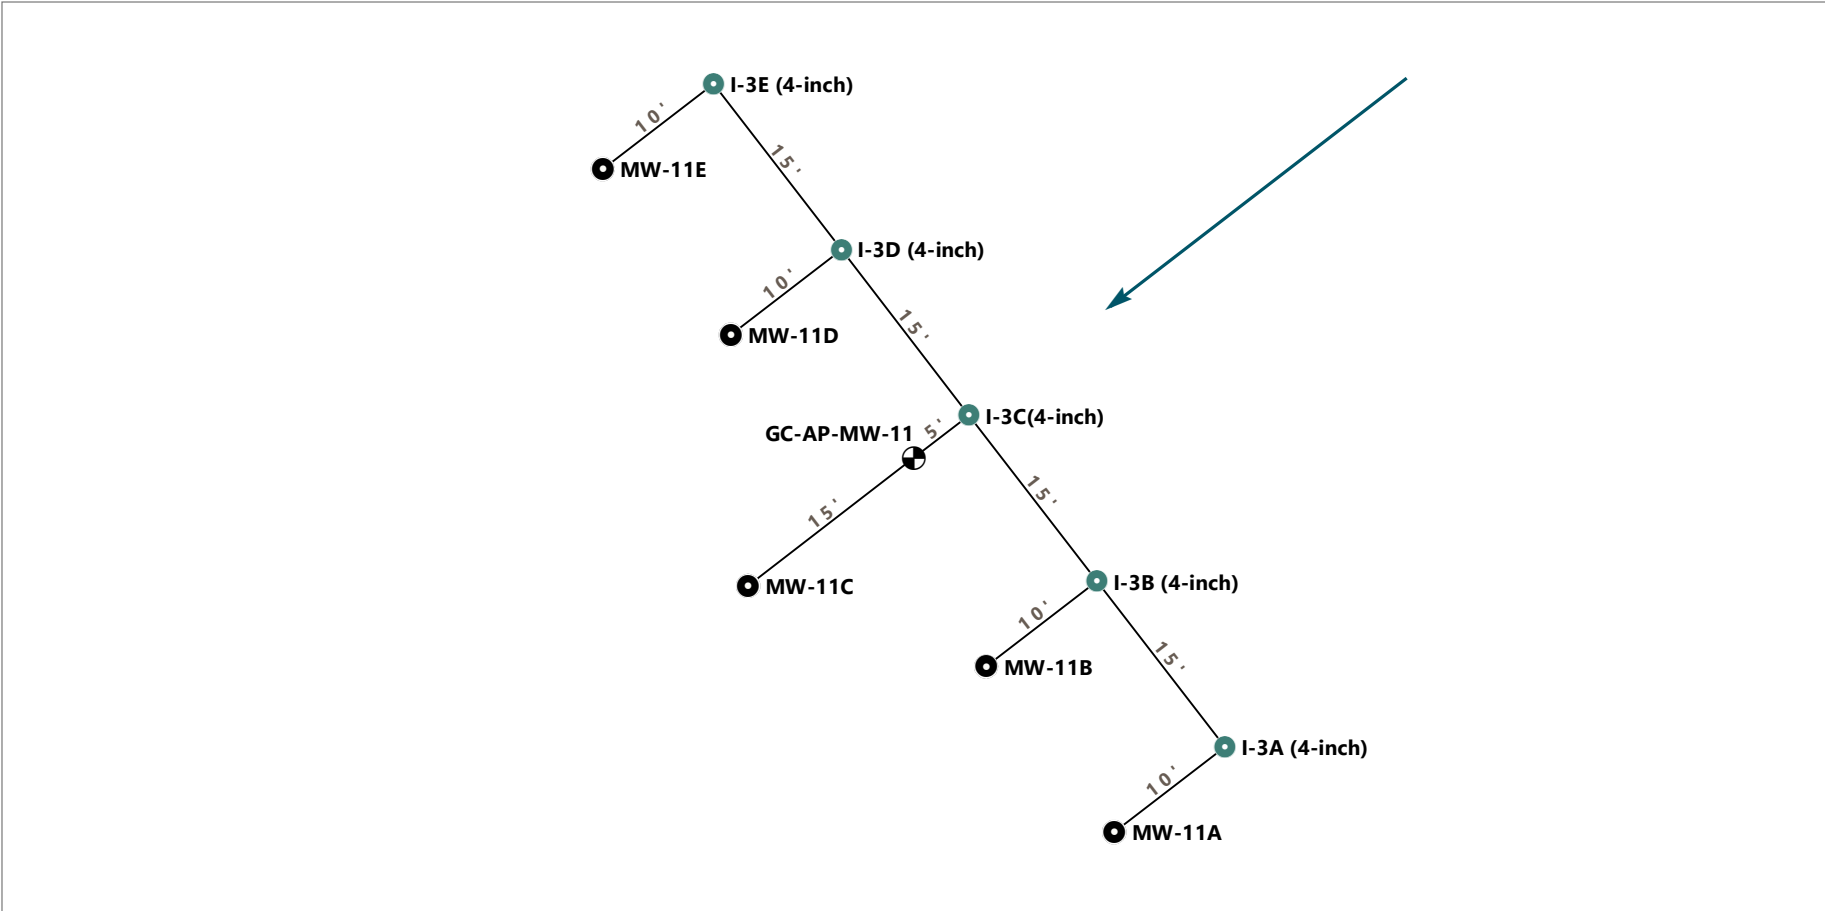 I-3E (4-inch)
10'
MW-11E
15'
I-3D (4-inch)
10'
MW-11D
15'
I-3C(4-inch)
GC-AP-MW-11
5'
15'
15'
MW-11C
I-3B (4-inch)
10'
MW-11B
15'
I-3A (4-inch)
10'
MW-11A